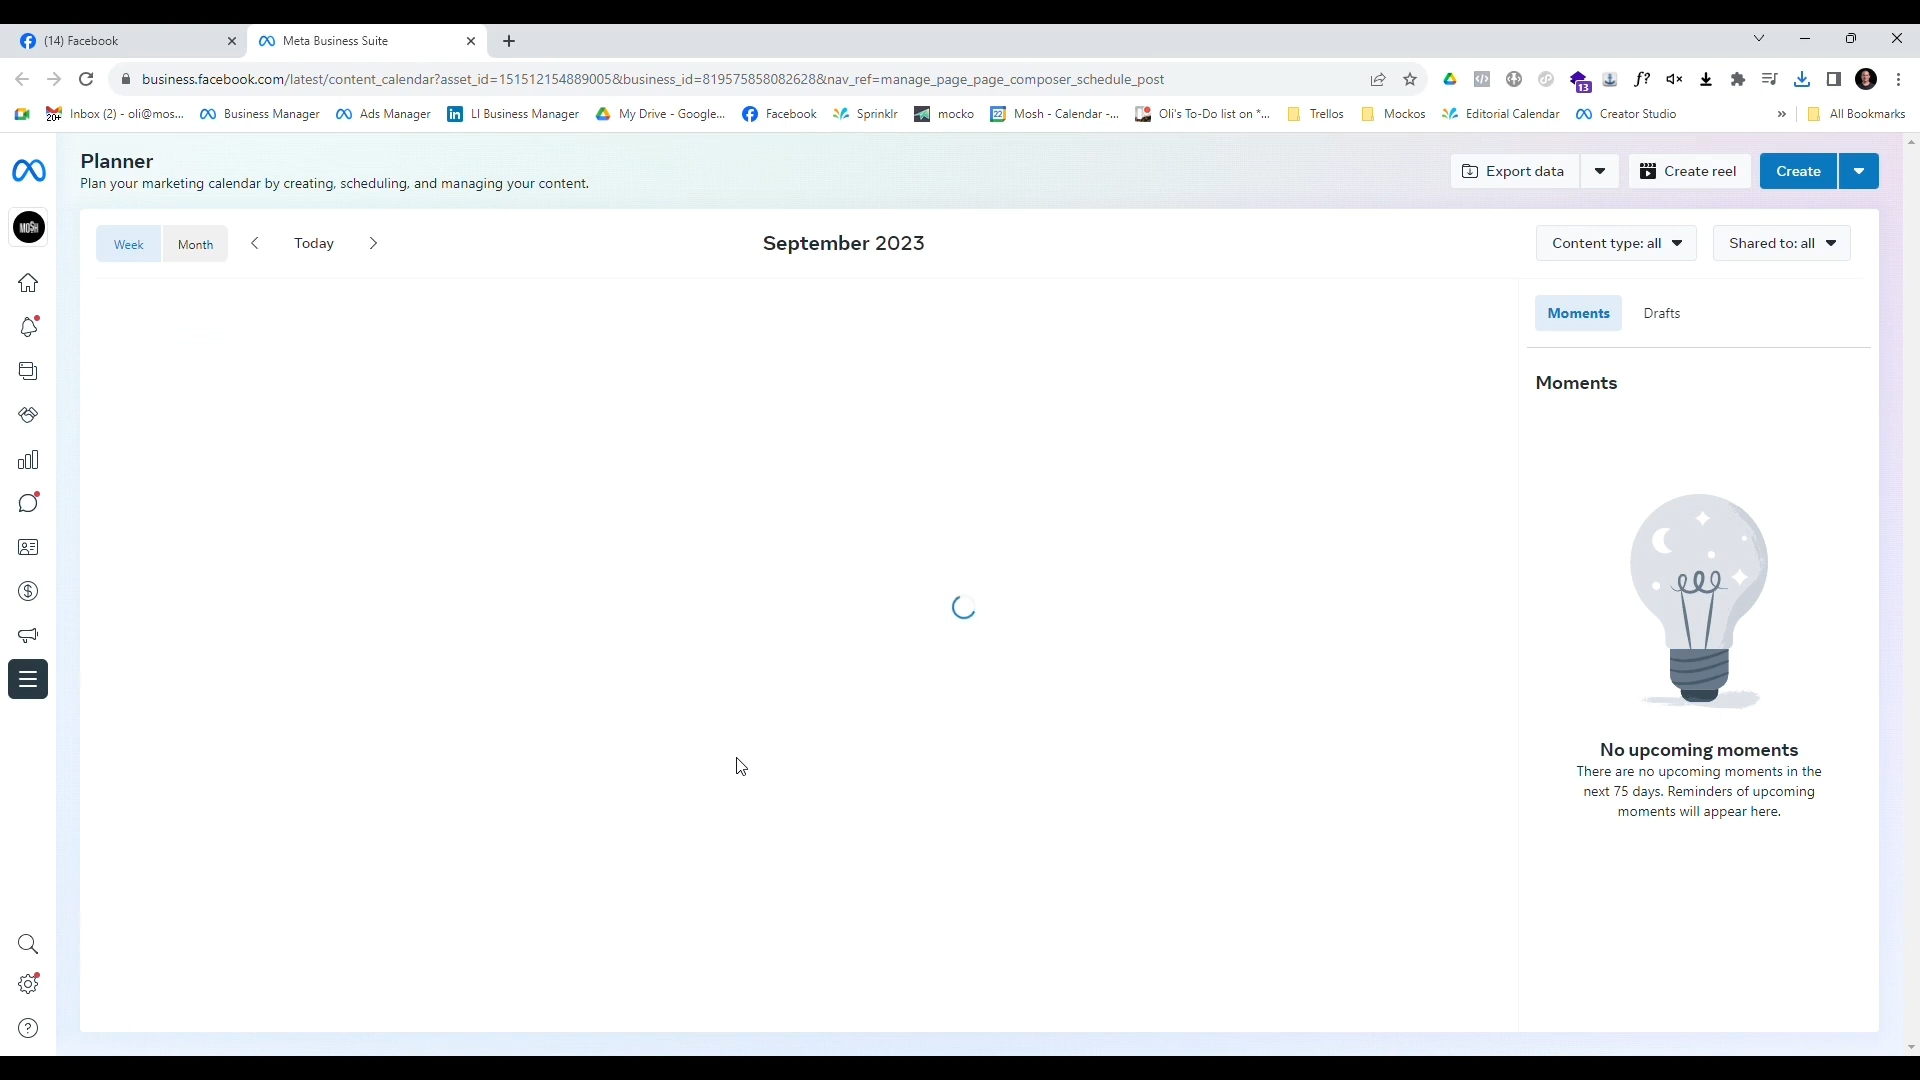 (14) Facebook
Meta Business Suite
business.facebook.com/latest/content_calendar?asset_id=1515121548890058&business_id=819575858082628&nav_ref=manage_page_page_composer_schedule_post
13
f?
20+
Inbox (2) - oli@mos...
Business Manager
Ads Manager
LI Business Manager
My Drive - Google...
Facebook
Sprinklr
mocko
22
Mosh - Calendar -...
Oli's To-Do list on *...
Trellos
Mockos
Editorial Calendar
Creator Studio
»
All Bookmarks
Planner
Plan your marketing calendar by creating, scheduling, and managing your content.
Export data
Create reel
Create
MOSH
Week
Month
Today
September 2023
Content type: all
Shared to: all
Moments
Drafts
Moments
No upcoming moments
There are no upcoming moments in the
next 75 days. Reminders of upcoming
moments will appear here.